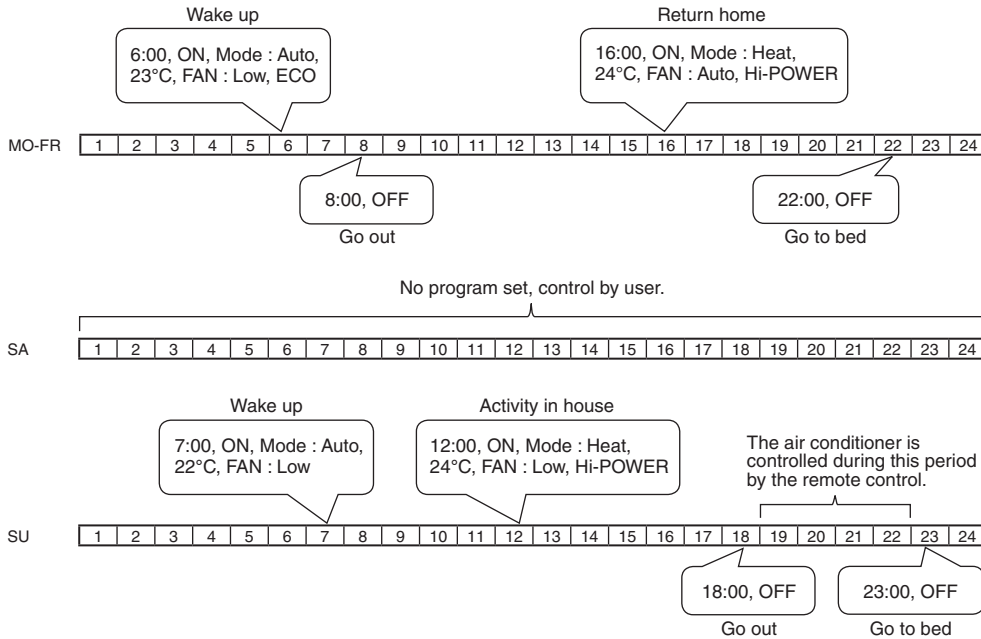 Wake up
6:00, ON, Mode : Auto,
23°C, FAN : Low, ECO
Return home
16:00, ON, Mode : Heat,
24°C, FAN : Auto, Hi-POWER
MO-FR 1 2 3 4 5 6 7 8 9 10 11 12 13 14 15 16 17 18 19 20 21 22 23 24
8:00, OFF
Go out
22:00, OFF
Go to bed
No program set, control by user.
SA 1 2 3 4 5 6 7 8 9 10 11 12 13 14 15 16 17 18 19 20 21 22 23 24
Wake up
7:00, ON, Mode : Auto,
22°C, FAN : Low
Activity in house
12:00, ON, Mode : Heat,
24°C, FAN : Low, Hi-POWER
The air conditioner is
controlled during this period
by the remote control.
SU 1 2 3 4 5 6 7 8 9 10 11 12 13 14 15 16 17 18 19 20 21 22 23 24
18:00, OFF
Go out
23:00, OFF
Go to bed